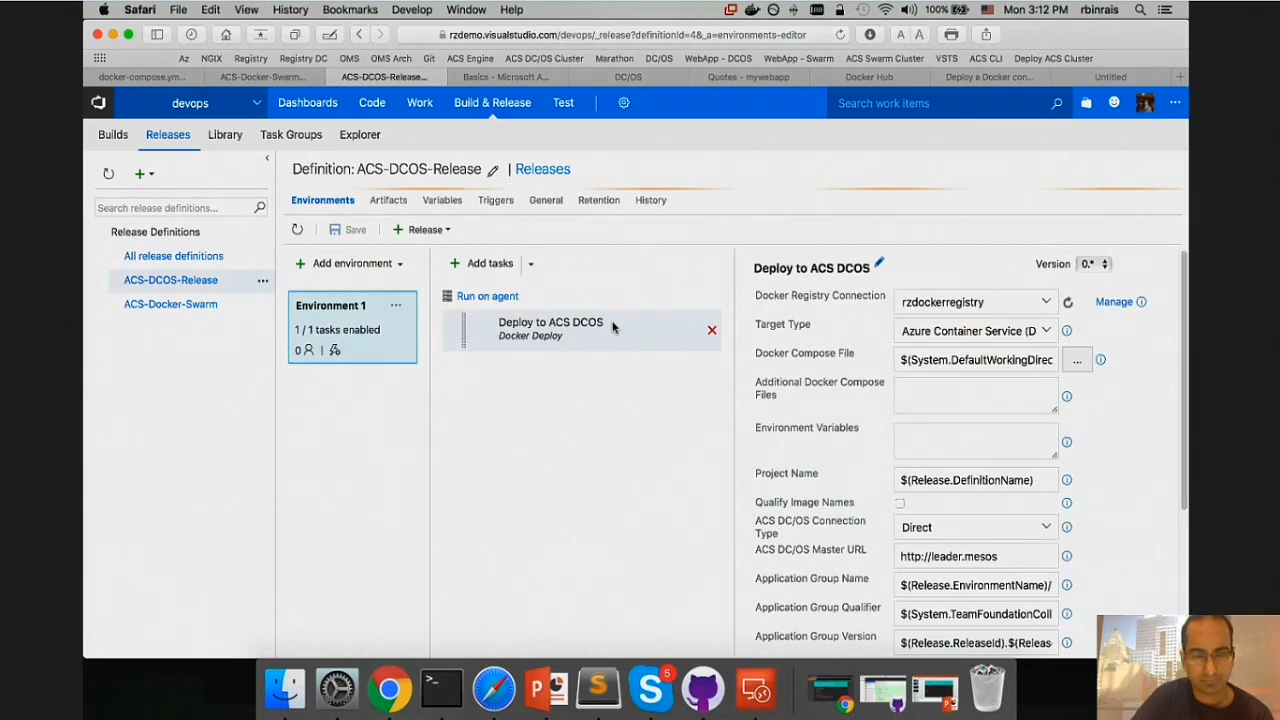 Safari File Edit View History Bookmarks Develop Window Help 100% Mon 3:12 PM rbinrais
rzdemo.visualstudio.com/devops/_release?definitionId=4&_a=environments-editor A A
Az NGIX Registry Registry DC OMS OMS Arch Git ACS Engine ACS DC/OS Cluster Marathon DC/OS WebApp - DCOS WebApp - Swarm ACS Swarm Cluster VSTS ACS CLI Deploy ACS Cluster
docker-compose.ym... ACS-Docker-Swarm... ACS-DCOS-Release... Basics - Microsoft A... DC/OS Quotes - mywebapp Docker Hub Deploy a Docker con... Untitled
devops Dashboards Code Work Build & Release Test Search work items
Builds Releases Library Task Groups Explorer
Definition: ACS-DCOS-Release | Releases
Search release definitions...
Release Definitions
All release definitions
ACS-DCOS-Release ...
ACS-Docker-Swarm
Environments Artifacts Variables Triggers General Retention History
Save + Release
+ Add environment
Environment 1 ...
1 / 1 tasks enabled
0 |
+ Add tasks
Run on agent
Deploy to ACS DCOS
Docker Deploy
Deploy to ACS DCOS Version 0.*
Docker Registry Connection rzdockerregistry Manage
Target Type Azure Container Service (D
Docker Compose File $(System.DefaultWorkingDirec ...
Additional Docker Compose
Files
Environment Variables
Project Name $(Release.DefinitionName)
Qualify Image Names
ACS DC/OS Connection
Type Direct
ACS DC/OS Master URL http://leader.mesos
Application Group Name $(Release.EnvironmentName)/
Application Group Qualifier $(System.TeamFoundationColl
Application Group Version $(Release.ReleaseId).$(Releas
5